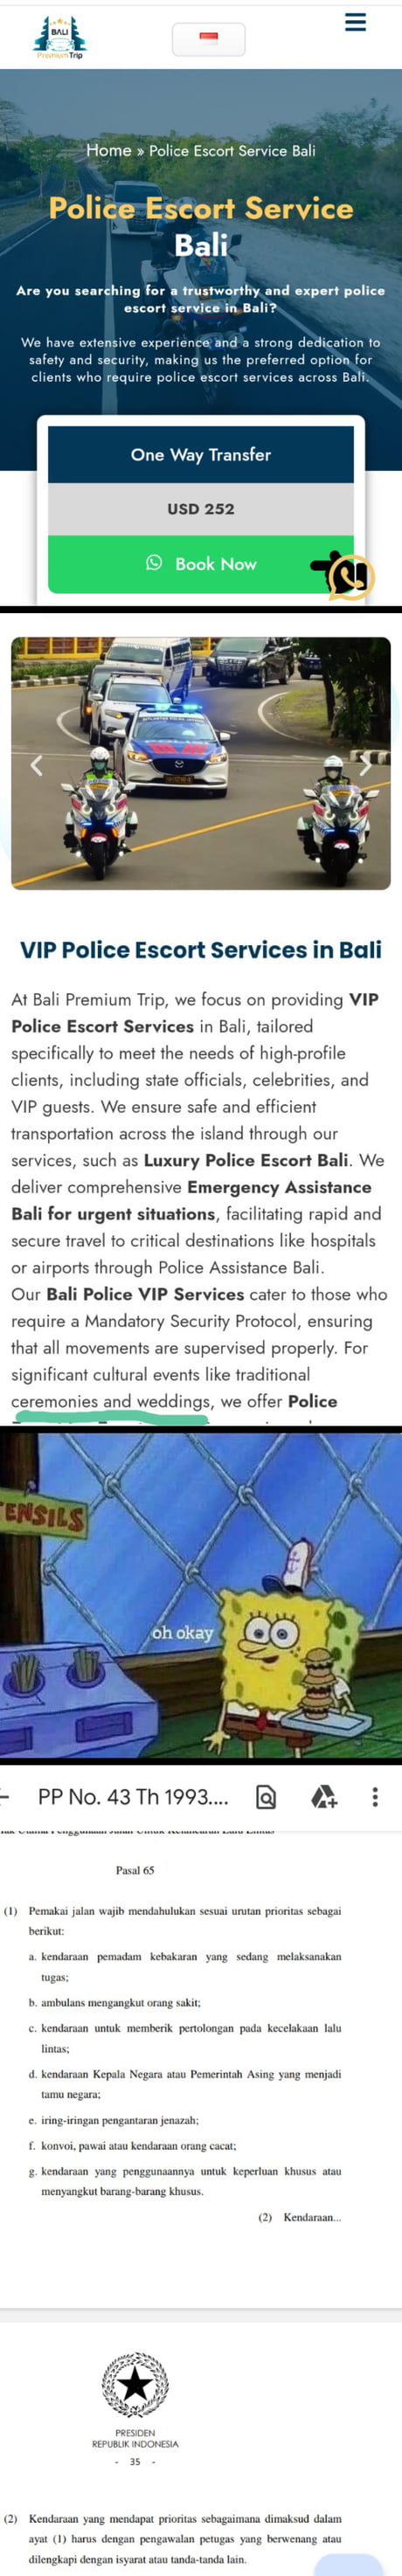 BALI
Premium Trip
Home » Police Escort Service Bali
Police Escort Service
Bali
Are you searching for a trustworthy and expert police
escort service in Bali?
We have extensive experience and a strong dedication to
safety and security, making us the preferred option for
clients who require police escort services across Bali.
One Way Transfer
USD 252
Book Now
VIP Police Escort Services in Bali
At Bali Premium Trip, we focus on providing VIP
Police Escort Services in Bali, tailored
specifically to meet the needs of high-profile
clients, including state officials, celebrities, and
VIP guests. We ensure safe and efficient
transportation across the island through our
services, such as Luxury Police Escort Bali. We
deliver comprehensive Emergency Assistance
Bali for urgent situations, facilitating rapid and
secure travel to critical destinations like hospitals
or airports through Police Assistance Bali.
Our Bali Police VIP Services cater to those who
require a Mandatory Security Protocol, ensuring
that all movements are supervised properly. For
significant cultural events like traditional
ceremonies and weddings, we offer Police
ENSILS
oh okay
PP No. 43 Th 1993....
Pasal 65
(1) Pemakai jalan wajib mendahulukan sesuai urutan prioritas sebagai
berikut:
a. kendaraan pemadam kebakaran yang sedang melaksanakan
tugas;
b. ambulans mengangkut orang sakit;
c. kendaraan untuk memberik pertolongan pada kecelakaan lalu
lintas;
d. kendaraan Kepala Negara atau Pemerintah Asing yang menjadi
tamu negara;
e. iring-iringan pengantaran jenazah;
f. konvoi, pawai atau kendaraan orang cacat;
g. kendaraan yang penggunaannya untuk keperluan khusus atau
menyangkut barang-barang khusus.
(2) Kendaraan...
PRESIDEN
REPUBLIK INDONESIA
- 35 -
(2) Kendaraan yang mendapat prioritas sebagaimana dimaksud dalam
ayat (1) harus dengan pengawalan petugas yang berwenang atau
dilengkapi dengan isyarat atau tanda-tanda lain.